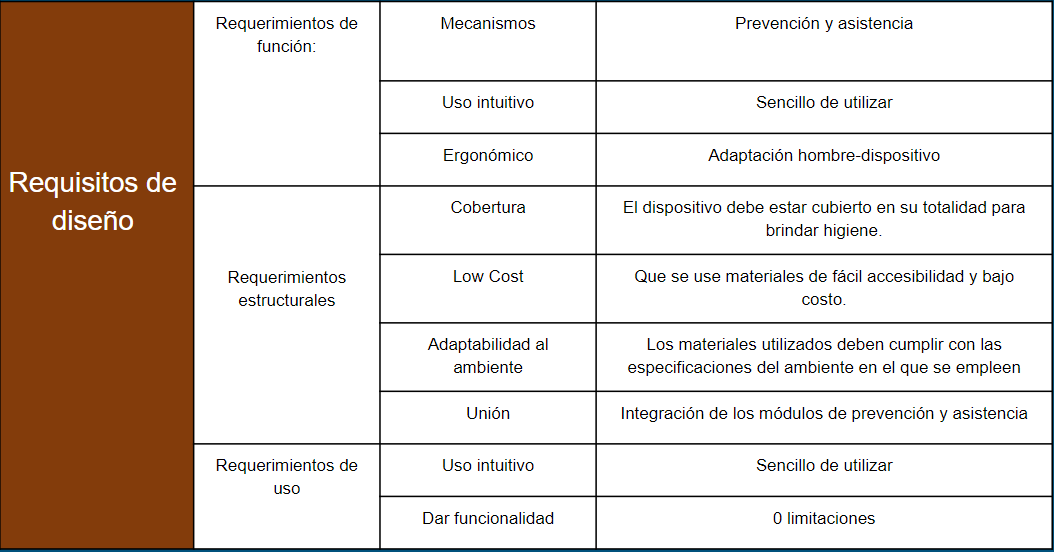 Requisitos de
diseño
Requerimientos de
función:
Mecanismos
Prevención y asistencia
Uso intuitivo
Sencillo de utilizar
Ergonómico
Adaptación hombre-dispositivo
Requerimientos
estructurales
Cobertura
El dispositivo debe estar cubierto en su totalidad para
brindar higiene.
Low Cost
Que se use materiales de fácil accesibilidad y bajo
costo.
Adaptabilidad al
ambiente
Los materiales utilizados deben cumplir con las
especificaciones del ambiente en el que se empleen
Unión
Integración de los módulos de prevención y asistencia
Requerimientos de
uso
Uso intuitivo
Sencillo de utilizar
Dar funcionalidad
0 limitaciones